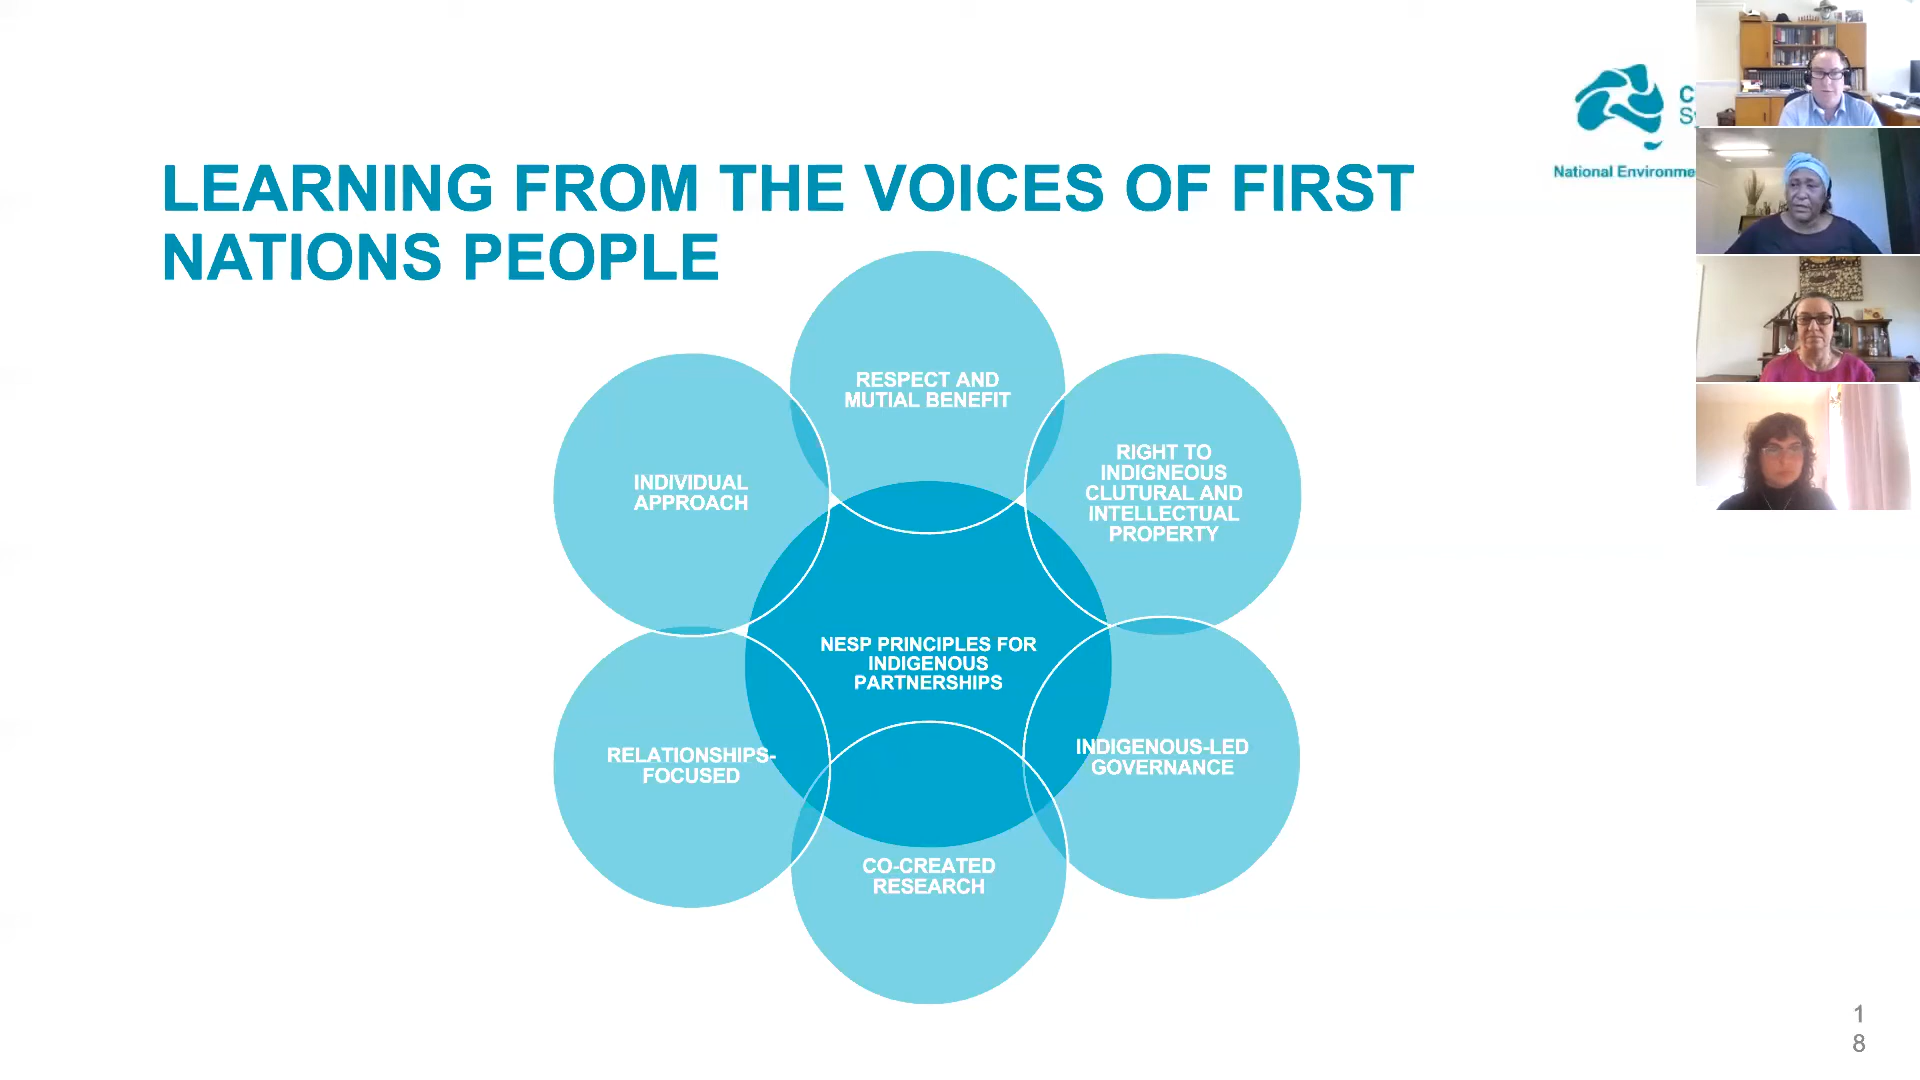 LEARNING FROM THE VOICES OF FIRST
NATIONS PEOPLE
National Environme
RESPECT AND
MUTIAL BENEFIT
RIGHT TO
INDIGNEOUS
CLUTURAL AND
INTELLECTUAL
PROPERTY
INDIVIDUAL
APPROACH
NESP PRINCIPLES FOR
INDIGENOUS
PARTNERSHIPS
RELATIONSHIPS-
FOCUSED
INDIGENOUS-LED
GOVERNANCE
CO-CREATED
RESEARCH
1
8